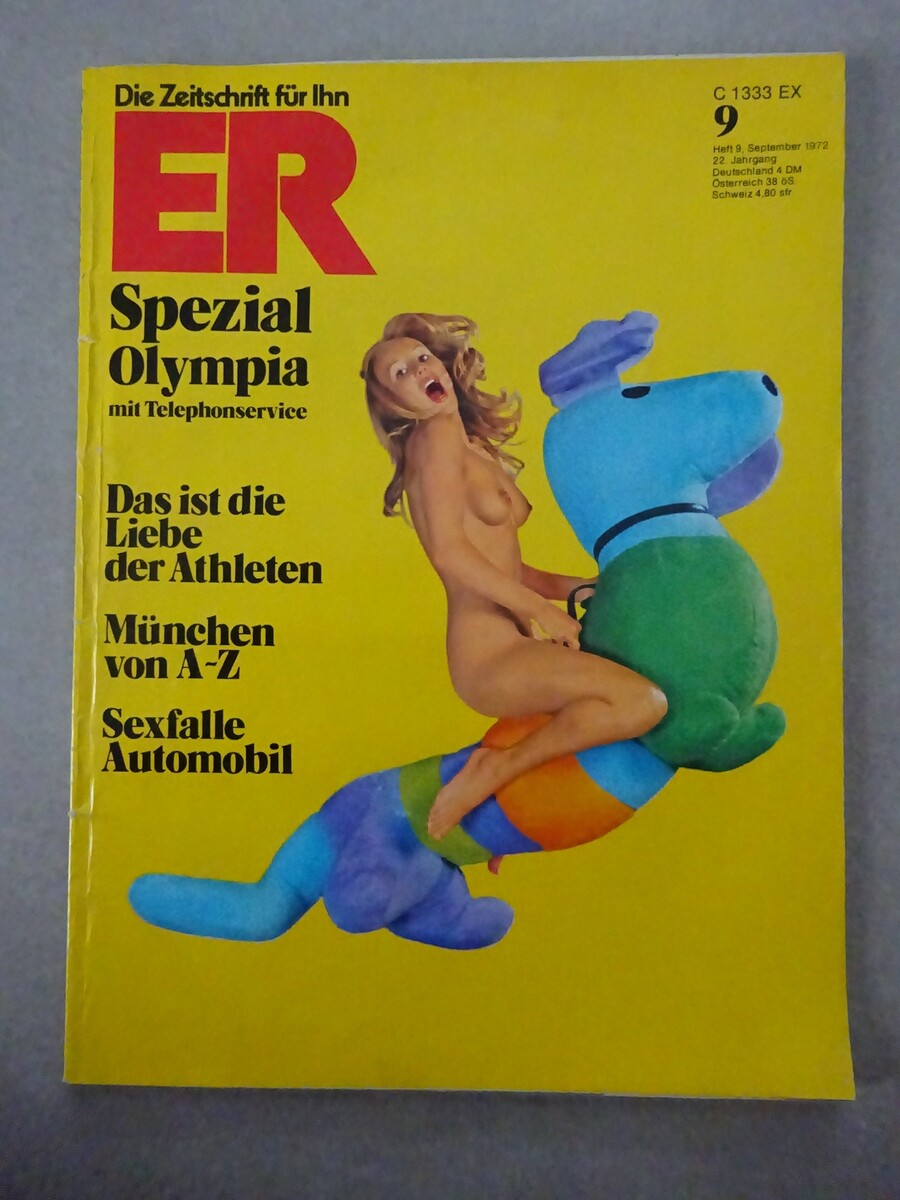 Die Zeitschrift für Ihn
ER
C 1333 EX
9
Heft 9, September 1972
22. Jahrgang
Deutschland 4 DM
Österreich 38 öS
Schweiz 4,80 sfr
Spezial
Olympia
mit Telephonservice
Das ist die
Liebe
der Athleten
München
von A-Z
Sexfalle
Automobil